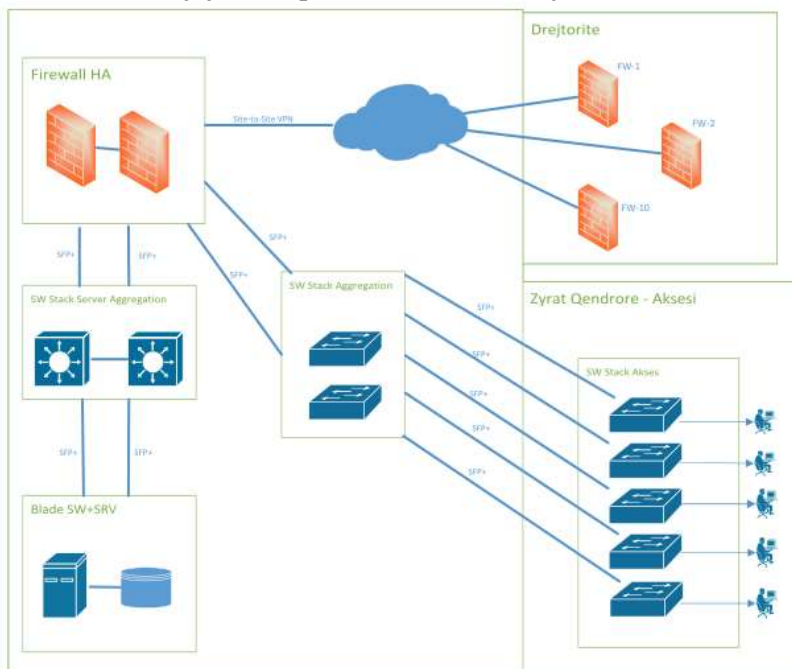 Drejtorite
FW-1
Firewall HA
Site-to-Site VPN
FW-2
FW-10
SFP+
SFP+
SFP+
SFP+
SW Stack Server Aggregation
SW Stack Aggregation
Zyrat Qendrore - Aksesi
SFP+
SW Stack Akses
SFP+
SFP+
SFP+
SFP+
SFP+
SFP+
Blade SW+SRV